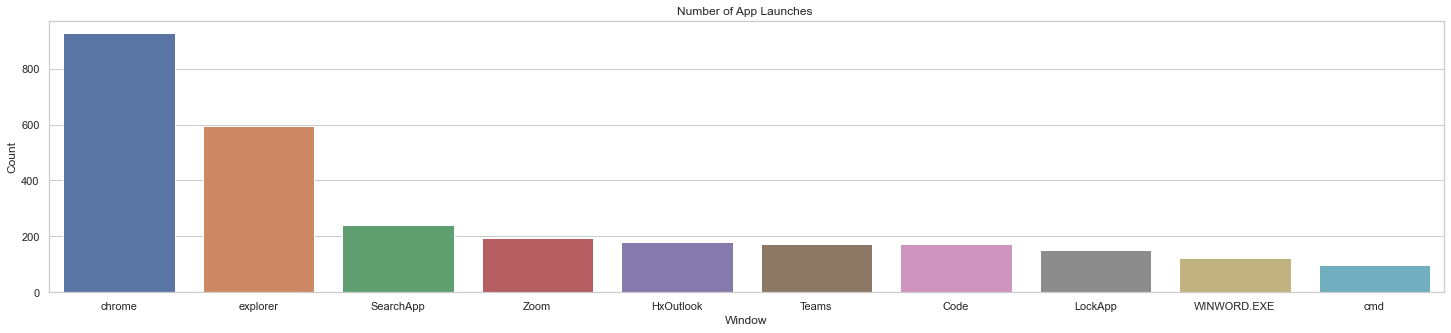 Number of App Launches
Count
800
600
400
200
0
chrome explorer SearchApp Zoom HxOutlook Teams Code LockApp WINWORD.EXE cmd
Window